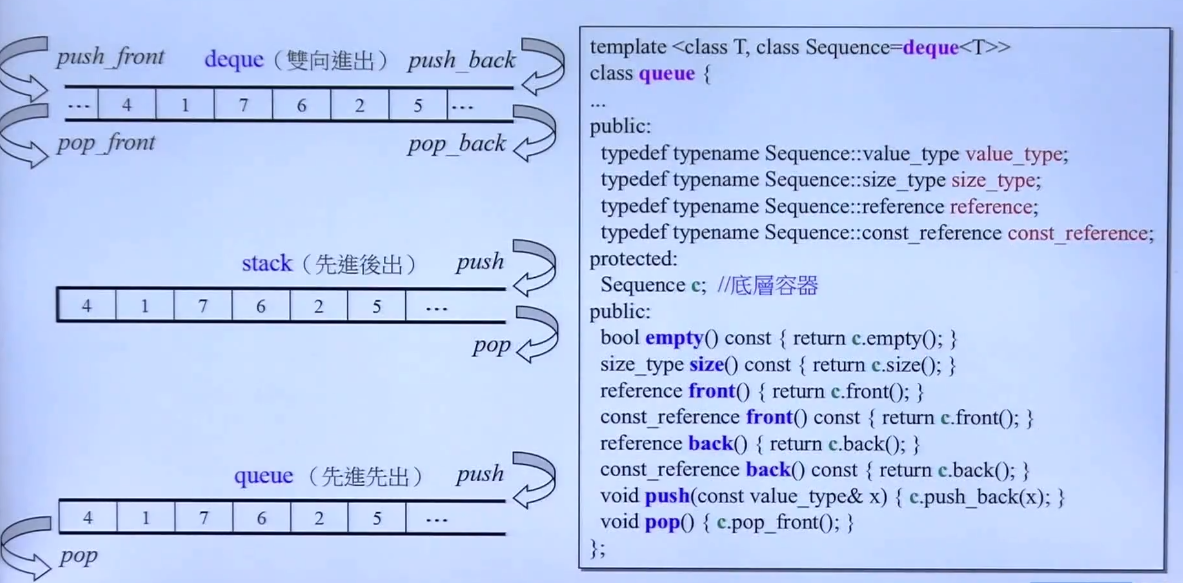 push_front deque（雙向進出） push_back
... 4 1 7 6 2 5 ...
pop_front pop_back
stack（先進後出） push
4 1 7 6 2 5 ...
pop
queue （先進先出） push
4 1 7 6 2 5 ...
pop
template <class T, class Sequence=deque<T>>
class queue {
...
public:
typedef typename Sequence::value_type value_type;
typedef typename Sequence::size_type size_type;
typedef typename Sequence::reference reference;
typedef typename Sequence::const_reference const_reference;
protected:
Sequence c; //底層容器
public:
bool empty() const { return c.empty(); }
size_type size() const { return c.size(); }
reference front() { return c.front(); }
const_reference front() const { return c.front(); }
reference back() { return c.back(); }
const_reference back() const { return c.back(); }
void push(const value_type& x) { c.push_back(x); }
void pop() { c.pop_front(); }
};